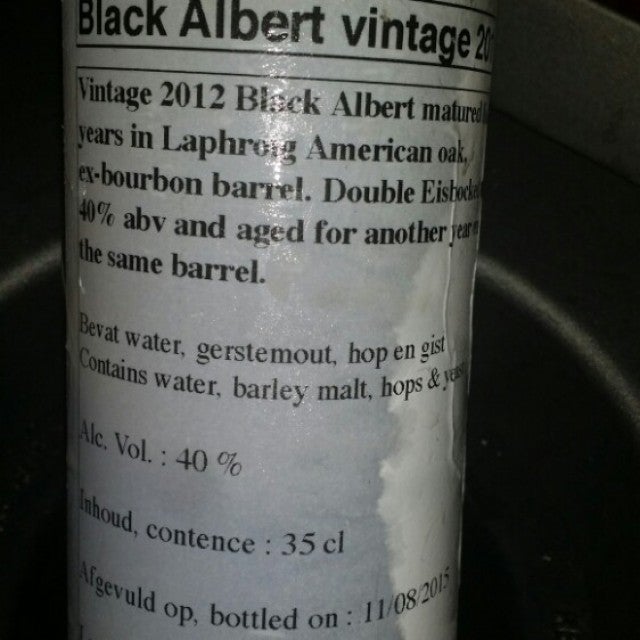 Black Albert vintage
Vintage 2012 Black Albert matured
years in Laphroaig American oak,
ex-bourbon barrel. Double Eisbocked
40% abv and aged for another year
the same barrel.
Bevat water, gerstemout, hop en gist
Contains water, barley malt, hops & yeast
Alc. Vol. : 40 %
Inhoud, contence : 35 cl
Afgevuld op, bottled on : 11/08/2015